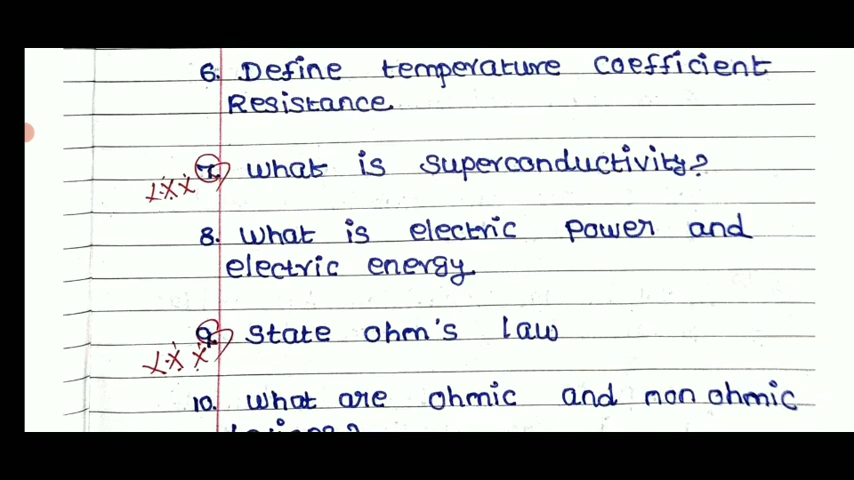 6. Define temperature coefficient
Resistance
7. What is superconductivity?
8. What is electric power and
electric energy
9. State ohm's law
10. What are ohmic and non ohmic